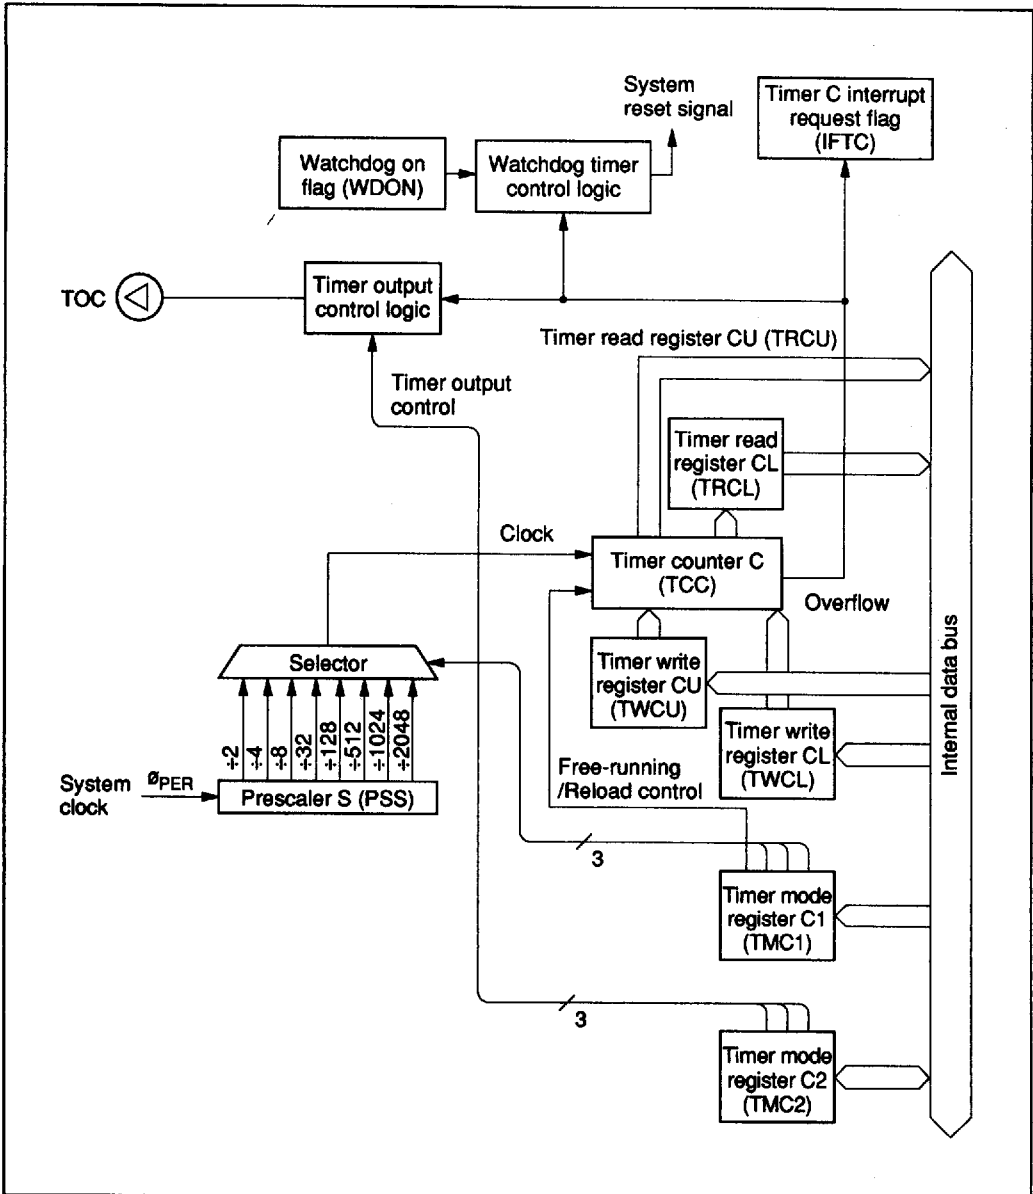 System
reset signal
Timer C interrupt
request flag
(IFTC)
Watchdog on
flag (WDON)
Watchdog timer
control logic
TOC
Timer output
control logic
Timer read register CU (TRCU)
Timer output
control
Timer read
register CL
(TRCL)
Clock
Timer counter C
(TCC)
Overflow
Selector
Timer write
register CU
(TWCU)
Timer write
register CL
(TWCL)
Internal data bus
÷2
÷4
÷8
÷32
÷128
÷512
÷1024
÷2048
System
clock
øPER
Prescaler S (PSS)
Free-running
/Reload control
3
Timer mode
register C1
(TMC1)
3
Timer mode
register C2
(TMC2)